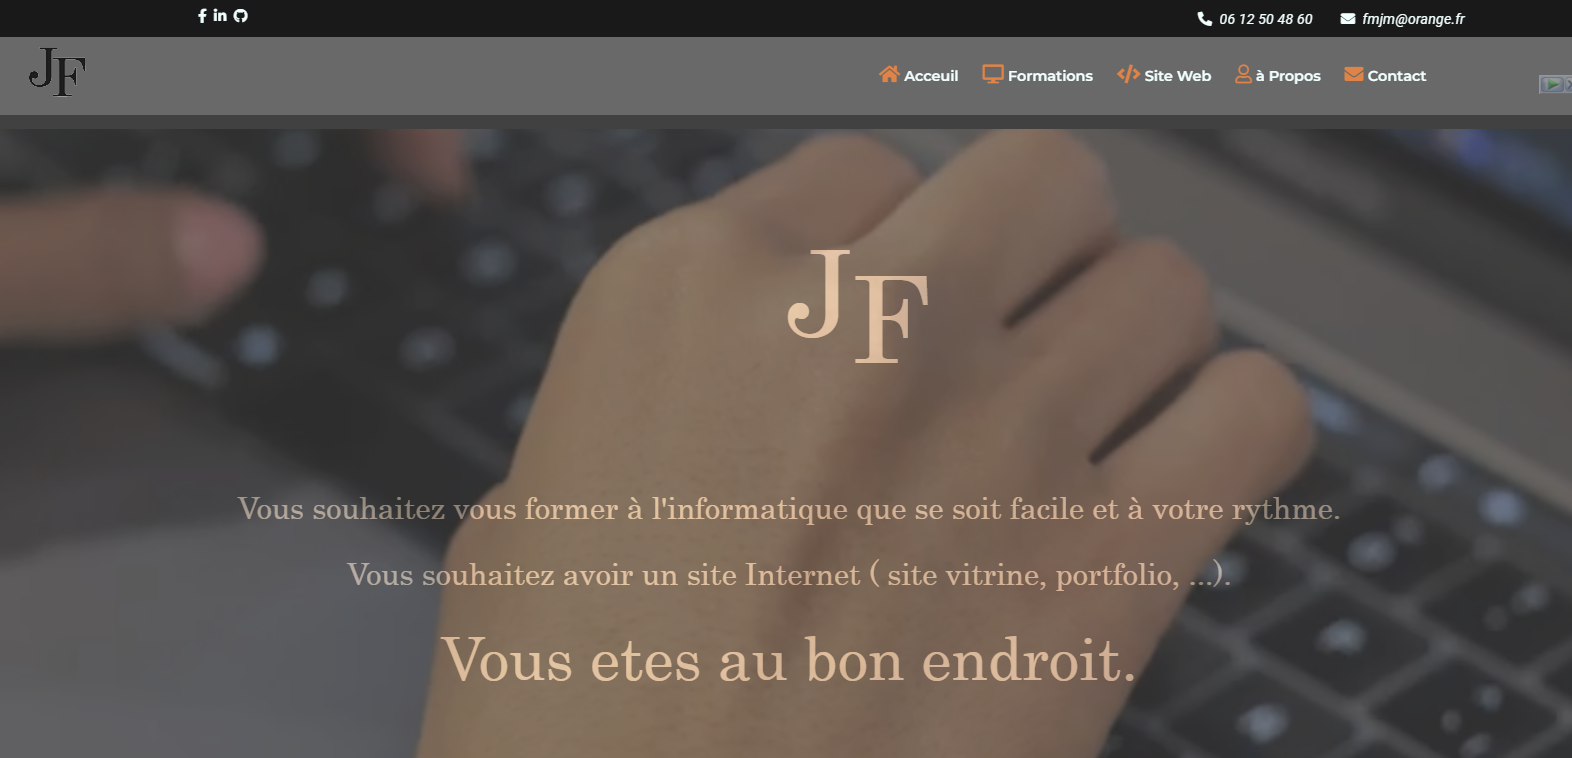 06 12 50 48 60 fmjm@orange.fr
JF Acceuil Formations Site Web à Propos Contact
JF
Vous souhaitez vous former à l'informatique que se soit facile et à votre rythme.
Vous souhaitez avoir un site Internet ( site vitrine, portfolio, ...).
Vous etes au bon endroit.